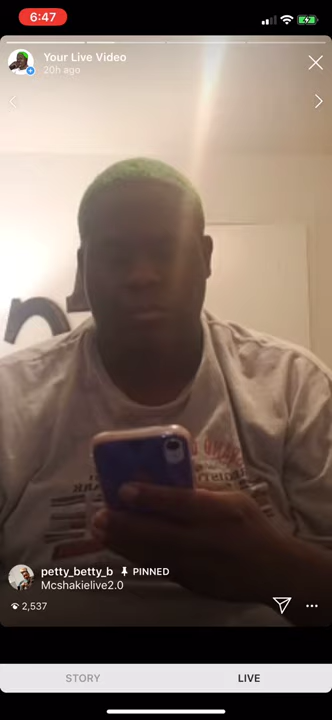 6:47
Your Live Video
20h ago
petty_betty_b PINNED
Mcshakielive2.0
2,537
STORY
LIVE